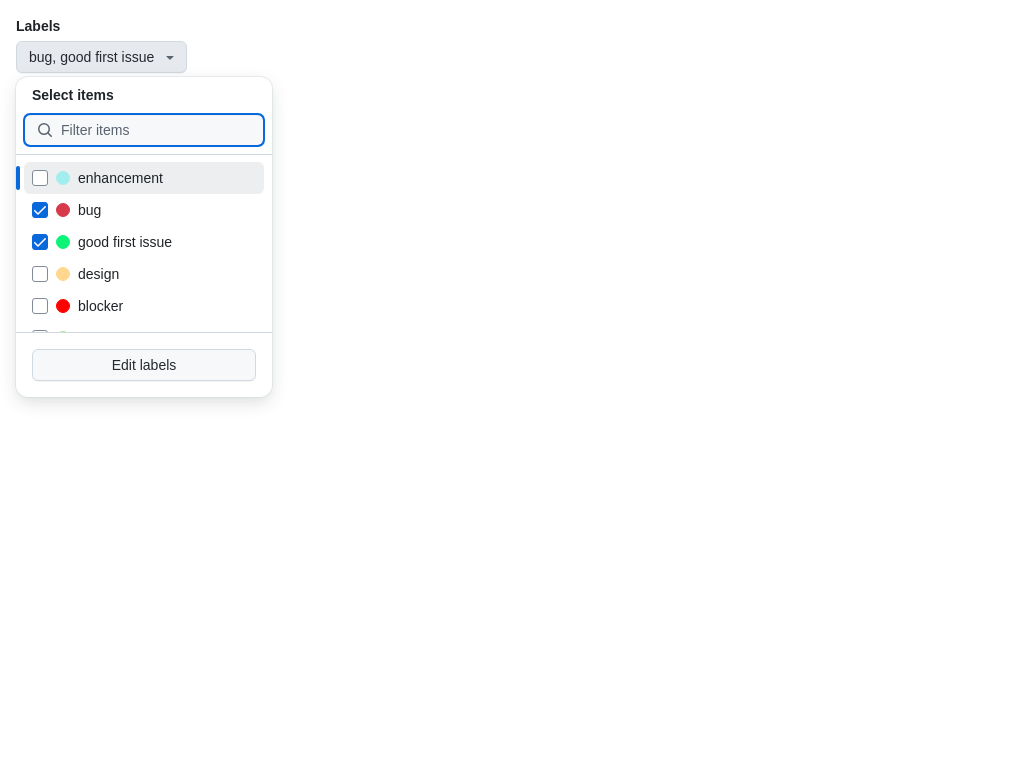 Labels
bug, good first issue
Select items
Filter items
enhancement
bug
good first issue
design
blocker
Edit labels